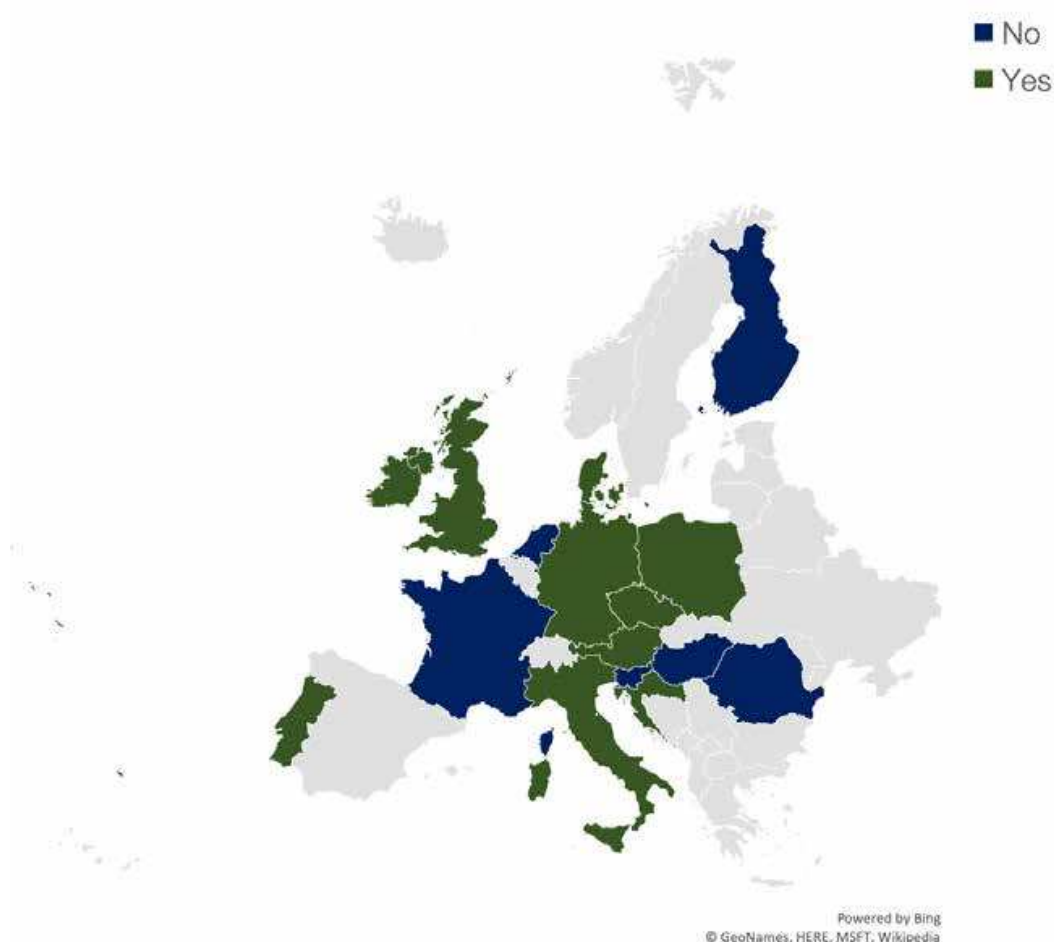 No
Yes
Powered by Bing
© GeoNames, HERE, MSFT, Wikipedia